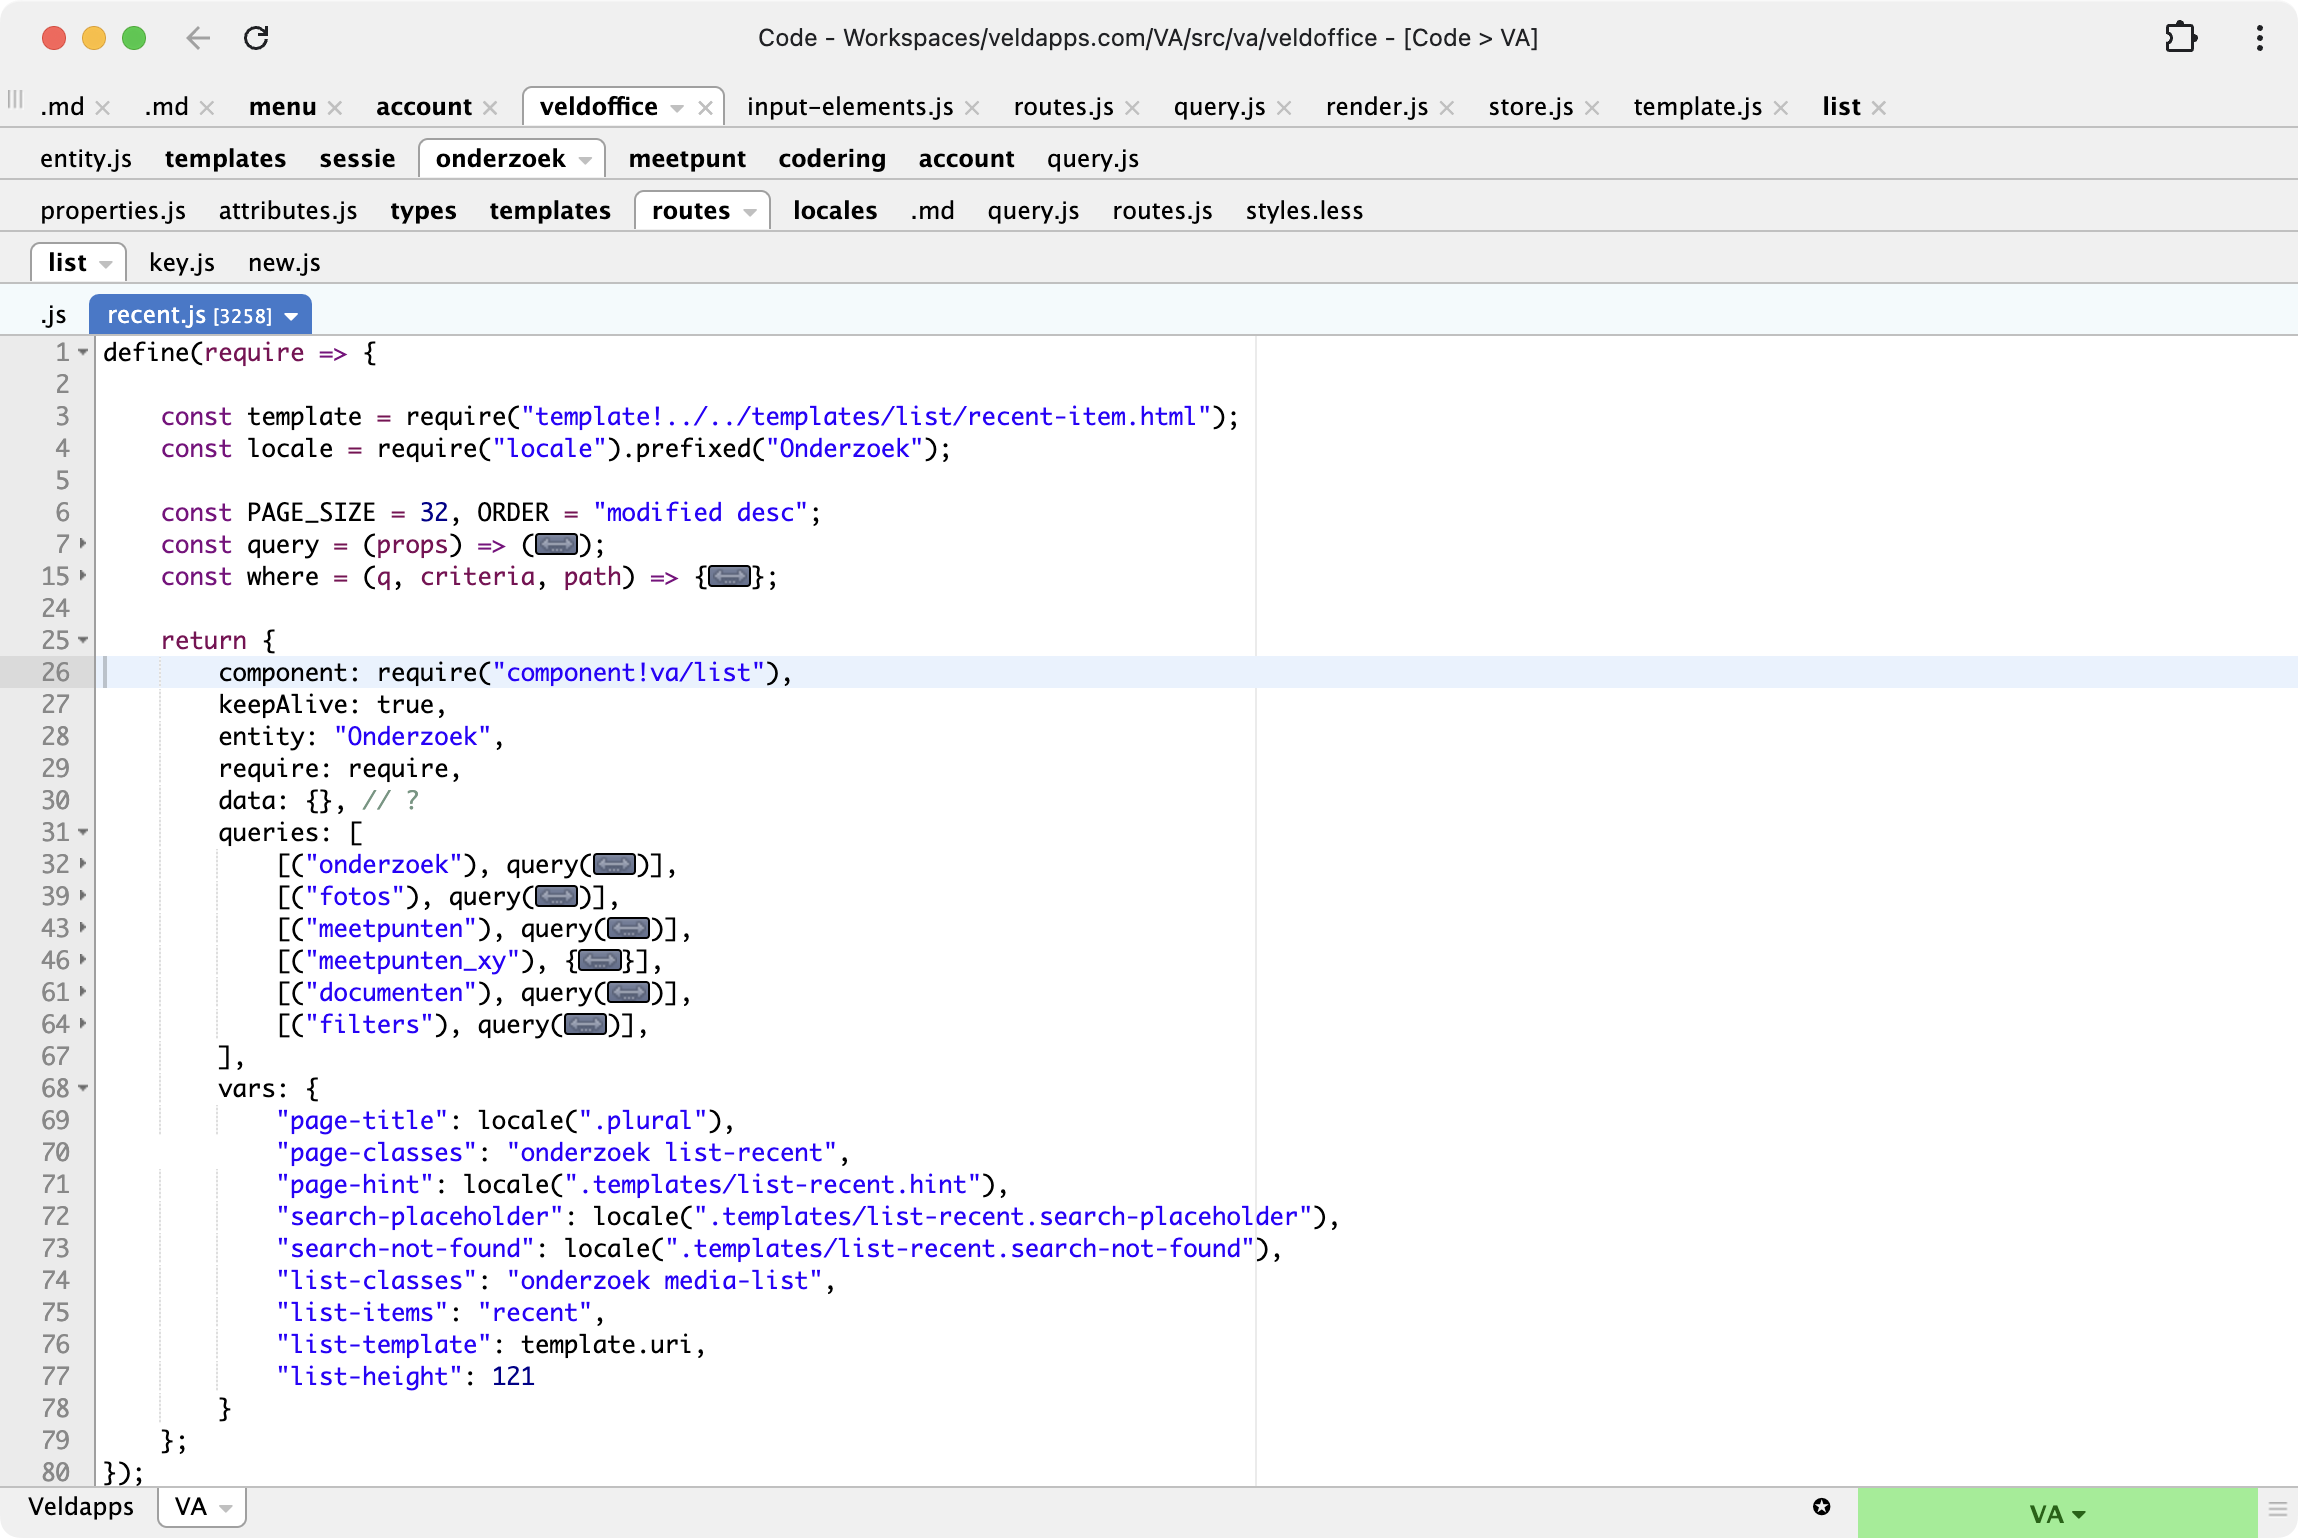 Code - Workspaces/veldapps.com/VA/src/va/veldoffice - [Code > VA]
.md .md menu account veldoffice input-elements.js routes.js query.js render.js store.js template.js list
entity.js templates sessie onderzoek meetpunt codering account query.js
properties.js attributes.js types templates routes locales .md query.js routes.js styles.less
list key.js new.js
.js recent.js [3258]
1 define(require => {
2
3     const template = require("template!../../templates/list/recent-item.html");
4     const locale = require("locale").prefixed("Onderzoek");
5
6     const PAGE_SIZE = 32, ORDER = "modified desc";
7     const query = (props) => (<...>);
15     const where = (q, criteria, path) => {<...>};
24
25     return {
26         component: require("component!va/list"),
27         keepAlive: true,
28         entity: "Onderzoek",
29         require: require,
30         data: {}, // ?
31         queries: [
32             [("onderzoek"), query(<...>)],
39             [("fotos"), query(<...>)],
43             [("meetpunten"), query(<...>)],
46             [("meetpunten_xy"), {<...>}],
61             [("documenten"), query(<...>)],
64             [("filters"), query(<...>)],
67         ],
68         vars: {
69             "page-title": locale(".plural"),
70             "page-classes": "onderzoek list-recent",
71             "page-hint": locale(".templates/list-recent.hint"),
72             "search-placeholder": locale(".templates/list-recent.search-placeholder"),
73             "search-not-found": locale(".templates/list-recent.search-not-found"),
74             "list-classes": "onderzoek media-list",
75             "list-items": "recent",
76             "list-template": template.uri,
77             "list-height": 121
78         }
79     };
80 });
Veldapps VA VA